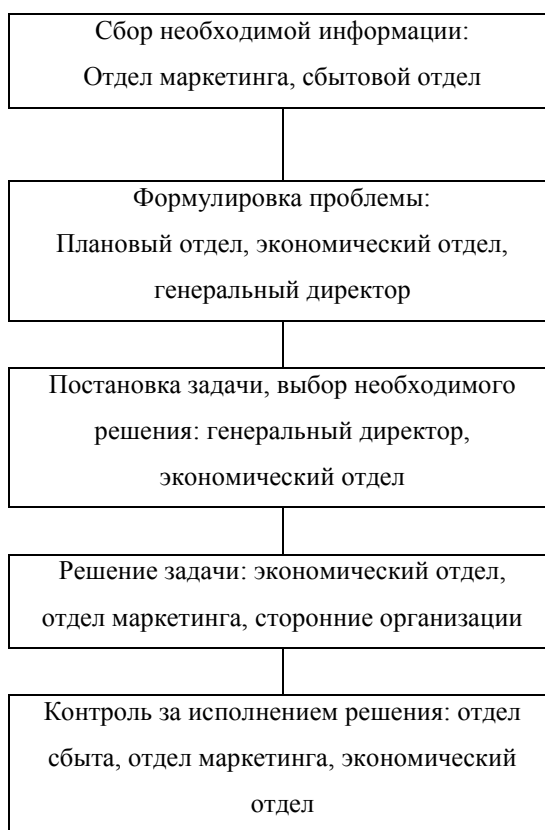 Сбор необходимой информации:
Отдел маркетинга, сбытовой отдел
Формулировка проблемы:
Плановый отдел, экономический отдел,
генеральный директор
Постановка задачи, выбор необходимого
решения: генеральный директор,
экономический отдел
Решение задачи: экономический отдел,
отдел маркетинга, сторонние организации
Контроль за исполнением решения: отдел
сбыта, отдел маркетинга, экономический
отдел